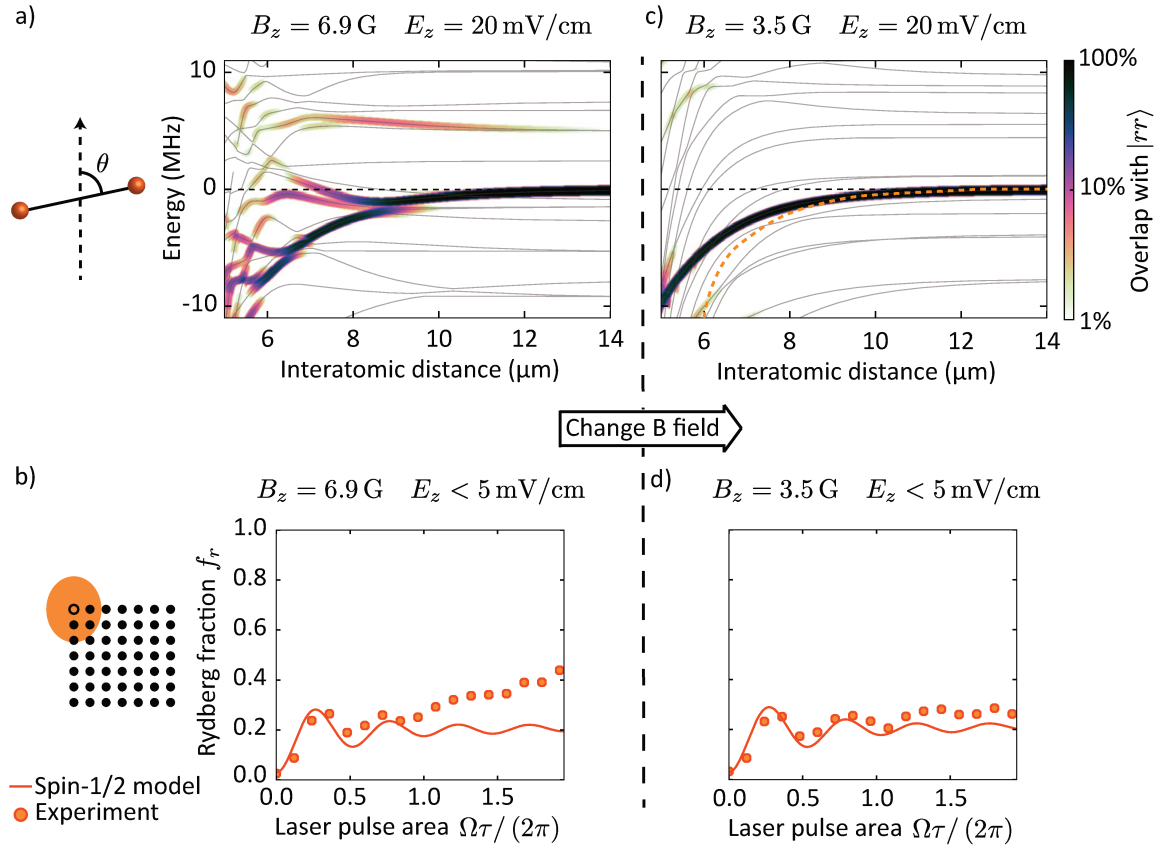 a)
B_z = 6.9 G E_z = 20 mV/cm
θ
Energy (MHz)
10
0
-10
6 8 10 12 14
Interatomic distance (µm)
c)
B_z = 3.5 G E_z = 20 mV/cm
6 8 10 12 14
Interatomic distance (µm)
100%
10%
1%
Overlap with |rr⟩
Change B field
b)
B_z = 6.9 G E_z < 5 mV/cm
Rydberg fraction f_r
1.0
0.8
0.6
0.4
0.2
0.0
0.0 0.5 1.0 1.5
Laser pulse area Ωτ/(2π)
Spin-1/2 model
Experiment
d)
B_z = 3.5 G E_z < 5 mV/cm
0.0 0.5 1.0 1.5
Laser pulse area Ωτ/(2π)